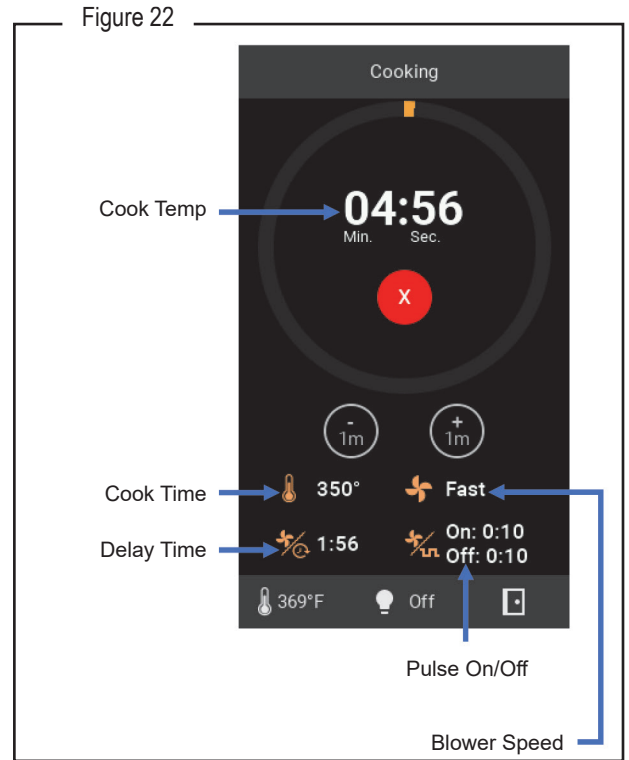 Figure 22
Cooking
Cook Temp
04:56
Min. Sec.
X
- +
1m 1m
Cook Time
350° Fast
Delay Time
1:56
On: 0:10
Off: 0:10
369°F Off
Pulse On/Off
Blower Speed